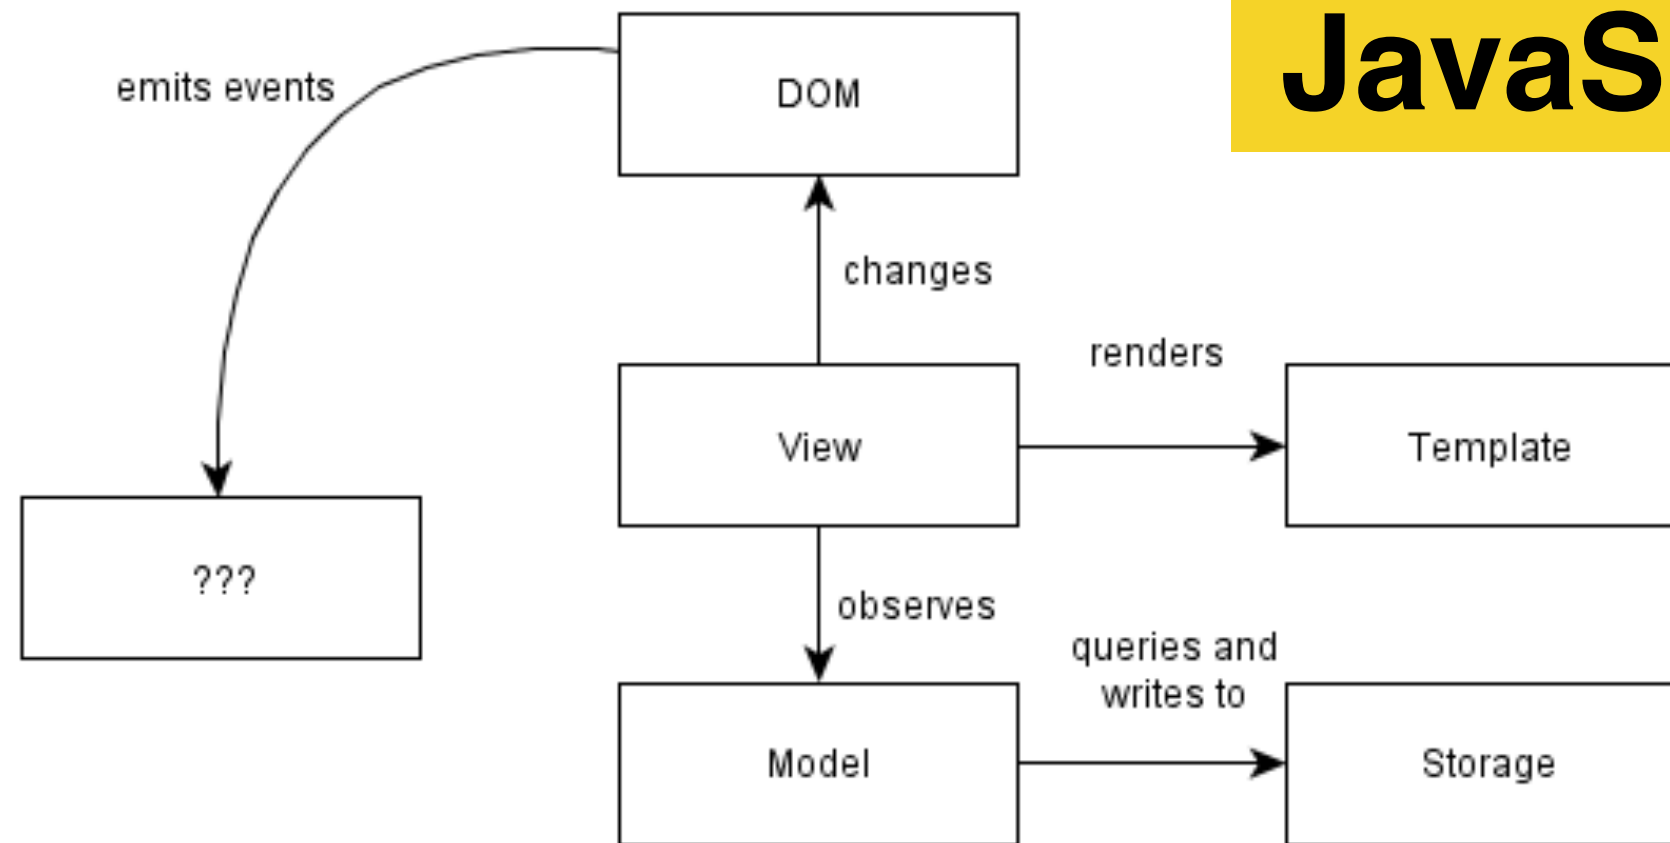 JavaS
emits events
DOM
changes
renders
View
Template
???
observes
queries and
writes to
Model
Storage